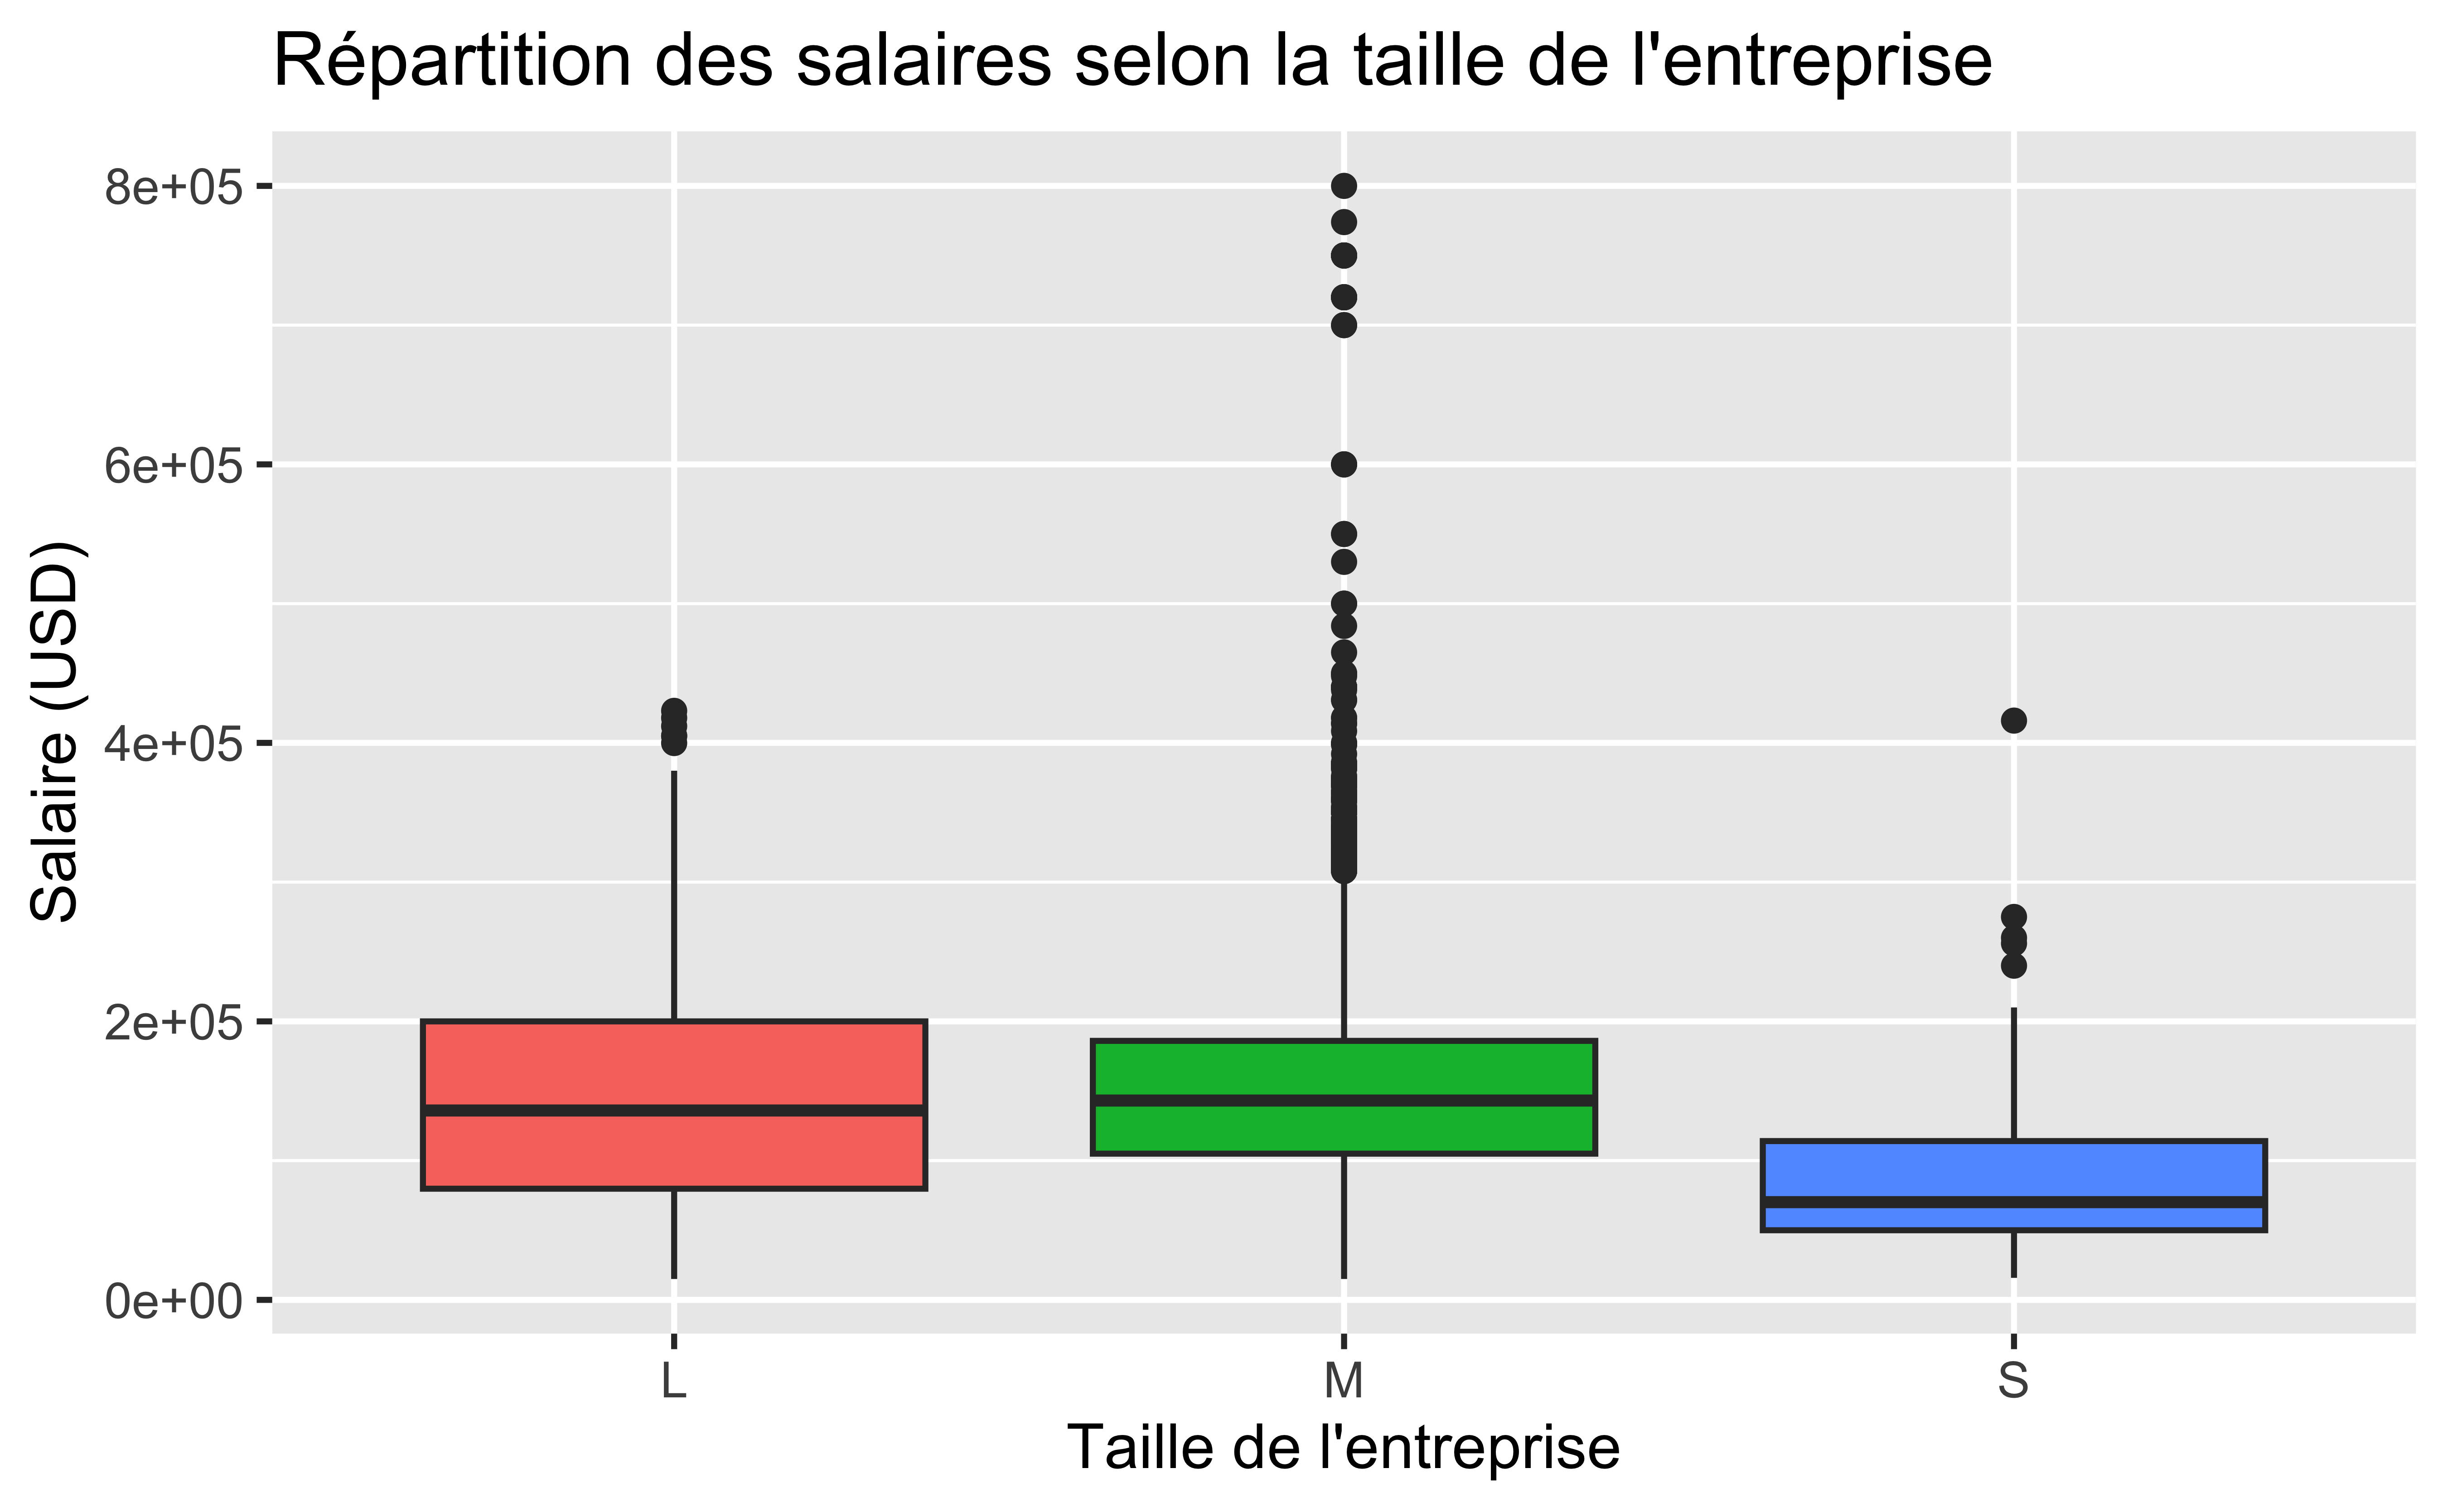 Répartition des salaires selon la taille de l'entreprise
8e+05
6e+05
4e+05
2e+05
0e+00
Salaire (USD)
L
M
S
Taille de l'entreprise